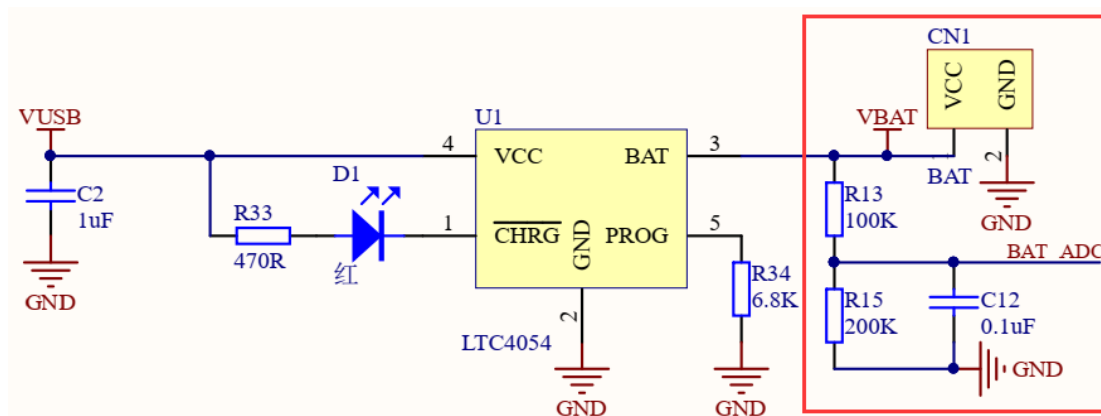 CN1
VCC
GND
1
2
GND
VUSB
C2
1uF
GND
R33
470R
D1
红
U1
4
VCC
BAT
3
1
CHRG
GND
PROG
5
2
LTC4054
GND
R34
6.8K
GND
VBAT
BAT
R13
100K
BAT_ADC
R15
200K
C12
0.1uF
GND